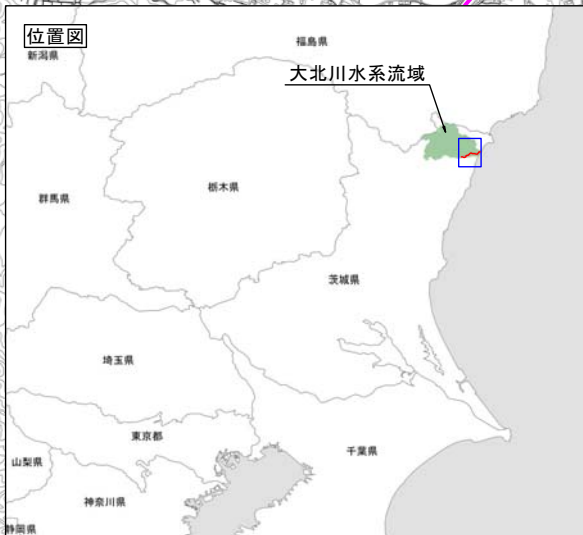 位置図
新潟県
福島県
大北川水系流域
群馬県
栃木県
茨城県
埼玉県
東京都
山梨県
千葉県
神奈川県
静岡県